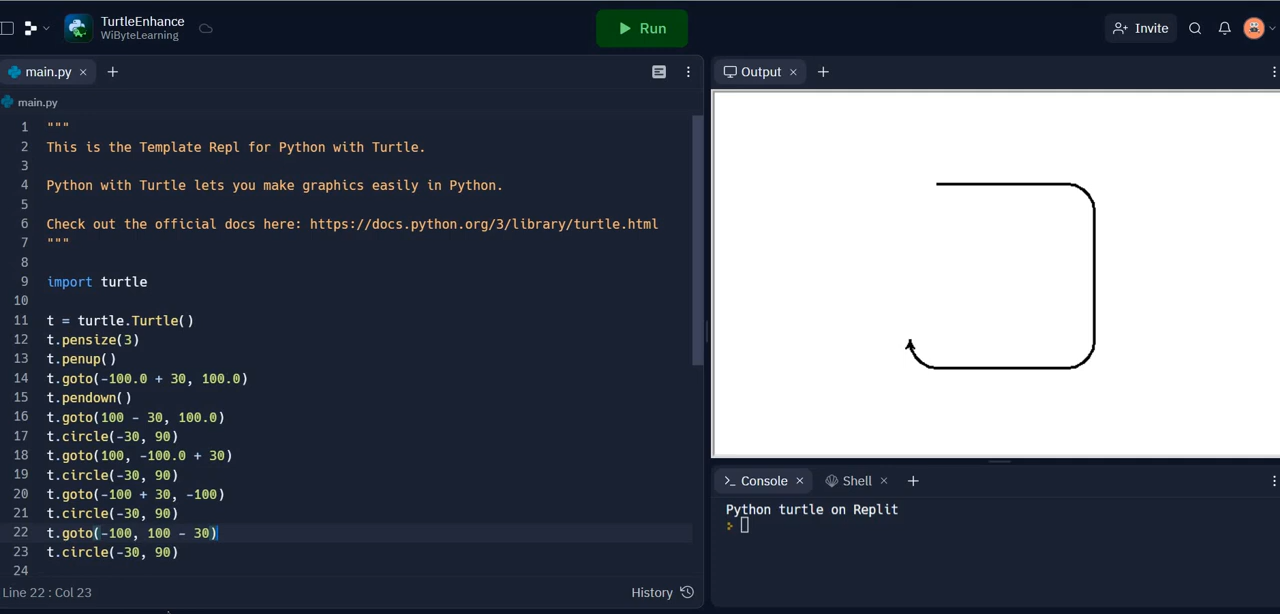 TurtleEnhance
WiByteLearning
Run
Invite
main.py
Output
main.py
1 """
2 This is the Template Repl for Python with Turtle.
3
4 Python with Turtle lets you make graphics easily in Python.
5
6 Check out the official docs here: https://docs.python.org/3/library/turtle.html
7 """
8
9 import turtle
10
11 t = turtle.Turtle()
12 t.pensize(3)
13 t.penup()
14 t.goto(-100.0 + 30, 100.0)
15 t.pendown()
16 t.goto(100 - 30, 100.0)
17 t.circle(-30, 90)
18 t.goto(100, -100.0 + 30)
19 t.circle(-30, 90)
20 t.goto(-100 + 30, -100)
21 t.circle(-30, 90)
22 t.goto(-100, 100 - 30)
23 t.circle(-30, 90)
24
Line 22 : Col 23
History
Console
Shell
Python turtle on Replit